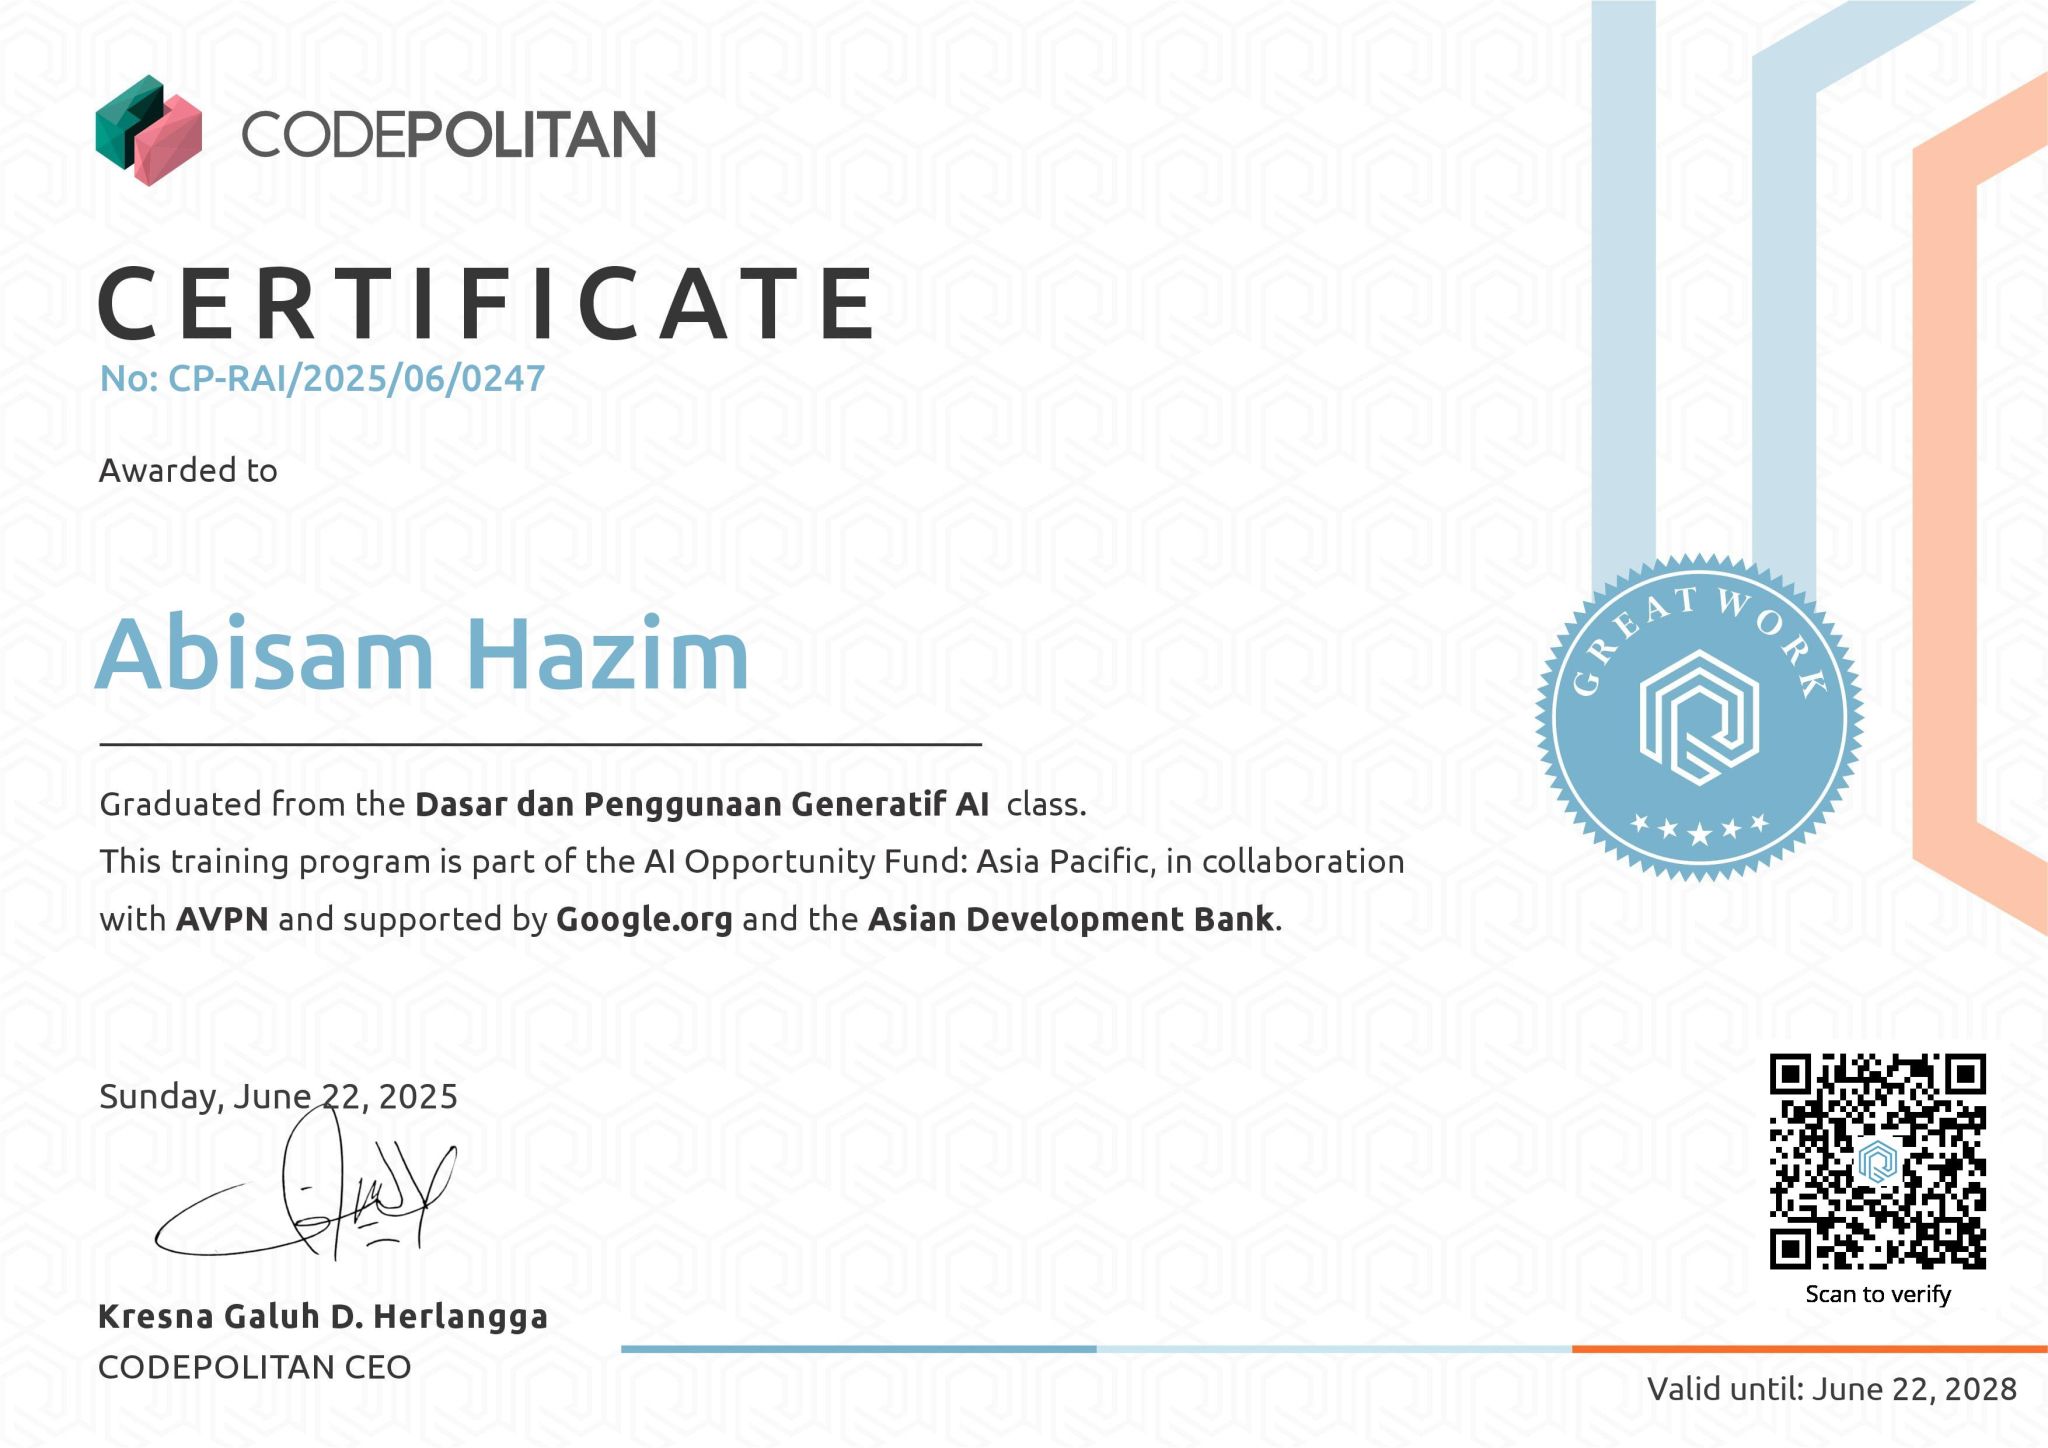 CODEPOLITAN
CERTIFICATE
No: CP-RAI/2025/06/0247
Awarded to
Abisam Hazim
GREAT WORK
Graduated from the Dasar dan Penggunaan Generatif AI class.
This training program is part of the AI Opportunity Fund: Asia Pacific, in collaboration
with AVPN and supported by Google.org and the Asian Development Bank.
Sunday, June 22, 2025
Scan to verify
Kresna Galuh D. Herlangga
CODEPOLITAN CEO
Valid until: June 22, 2028